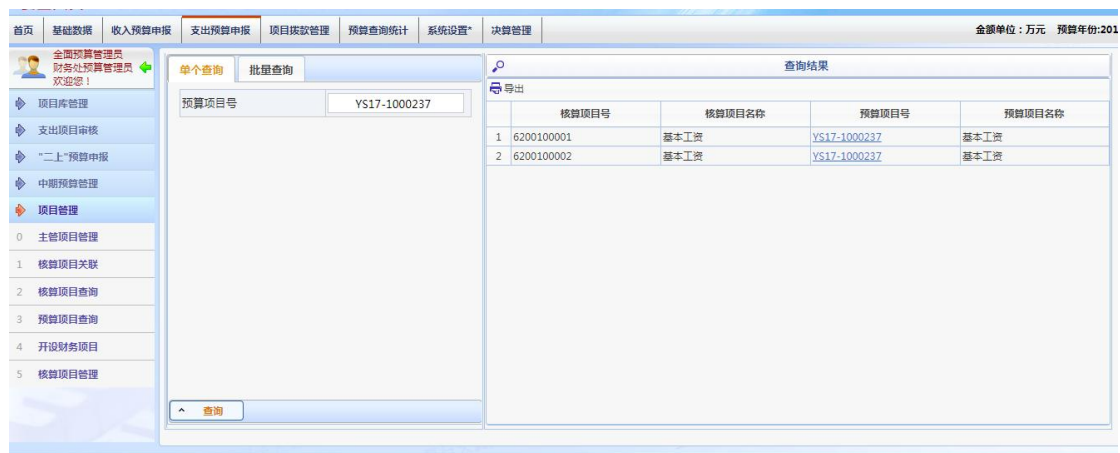 首页 基础数据 收入预算申报 支出预算申报 项目拨款管理 预算查询统计 系统设置* 决算管理 金额单位：万元 预算年份:201
全面预算管理员
财务处预算管理员
欢迎您！
项目库管理
支出项目审核
"二上"预算申报
中期预算管理
项目管理
0 主管项目管理
1 核算项目关联
2 核算项目查询
3 预算项目查询
4 开设财务项目
5 核算项目管理
单个查询 批量查询
预算项目号 YS17-1000237
查询
查询结果
导出
核算项目号 核算项目名称 预算项目号 预算项目名称
1 6200100001 基本工资 YS17-1000237 基本工资
2 6200100002 基本工资 YS17-1000237 基本工资